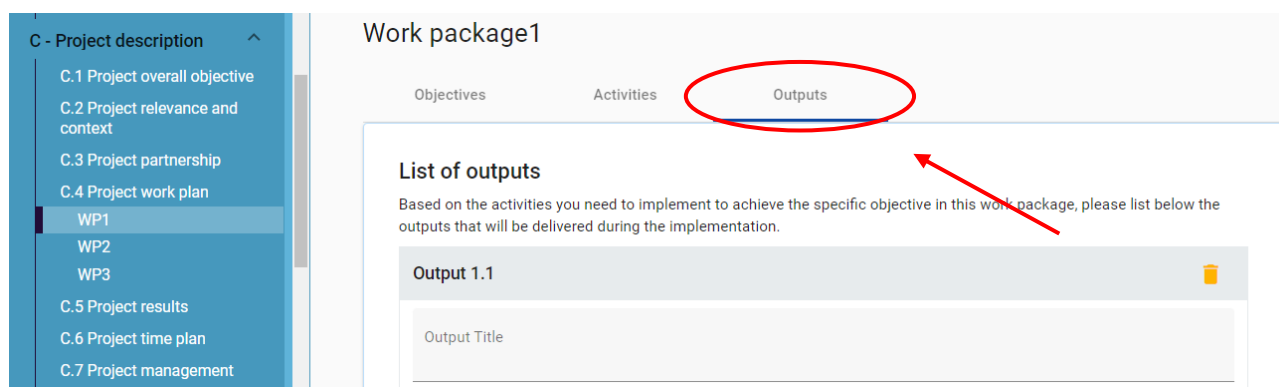 C - Project description
C.1 Project overall objective
C.2 Project relevance and
context
C.3 Project partnership
C.4 Project work plan
WP1
WP2
WP3
C.5 Project results
C.6 Project time plan
C.7 Project management
Work package1
Objectives
Activities
Outputs
List of outputs
Based on the activities you need to implement to achieve the specific objective in this work package, please list below the
outputs that will be delivered during the implementation.
Output 1.1
Output Title